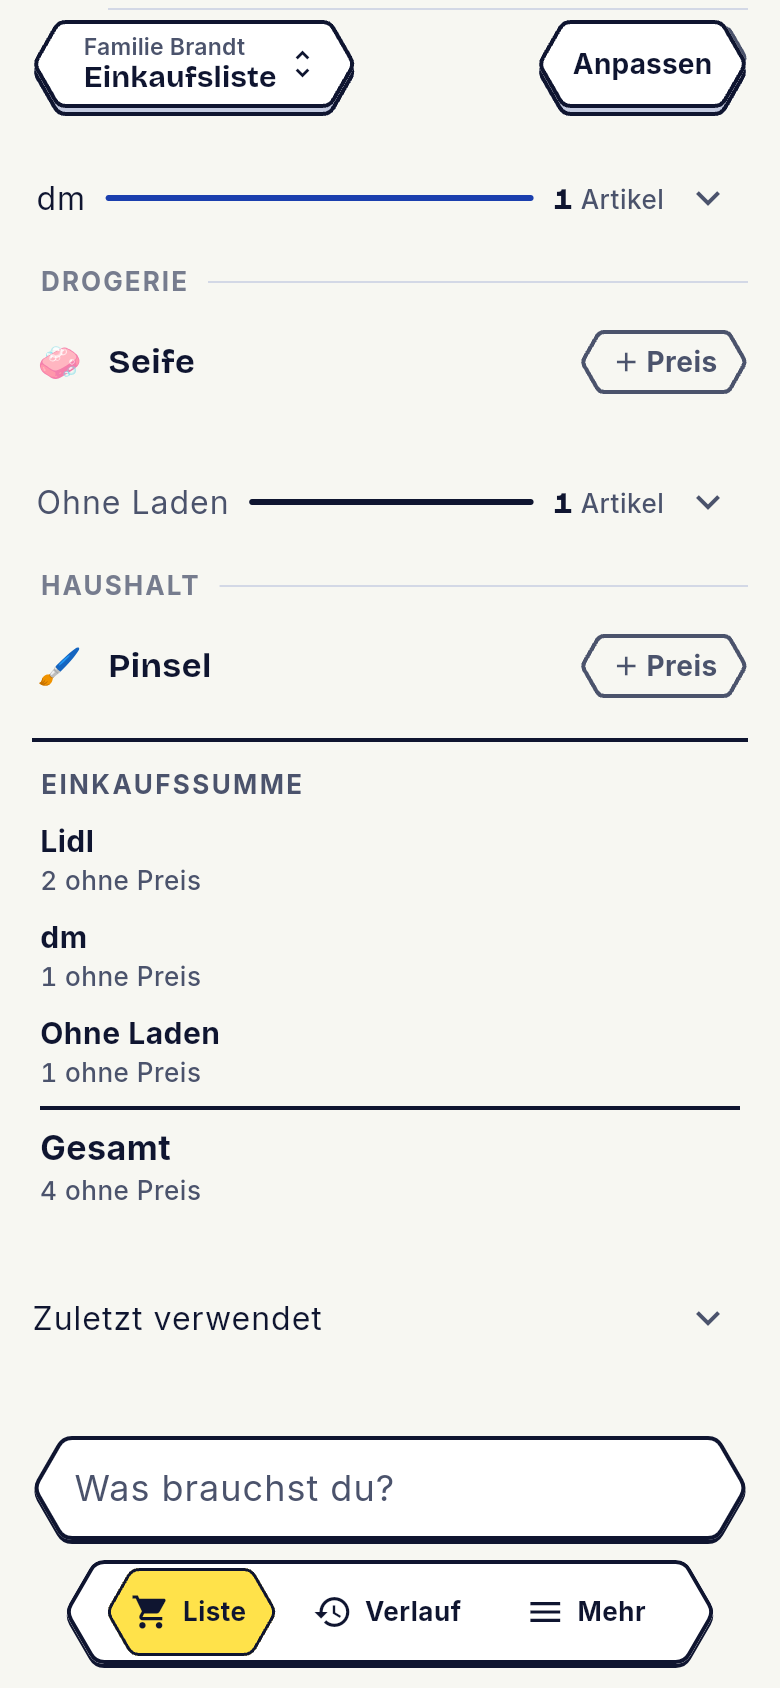 Familie Brandt
Einkaufsliste
Anpassen
dm 1 Artikel
DROGERIE
Seife + Preis
Ohne Laden 1 Artikel
HAUSHALT
Pinsel + Preis
EINKAUFSSUMME
Lidl
2 ohne Preis
dm
1 ohne Preis
Ohne Laden
1 ohne Preis
Gesamt
4 ohne Preis
Zuletzt verwendet
Was brauchst du?
Liste Verlauf Mehr